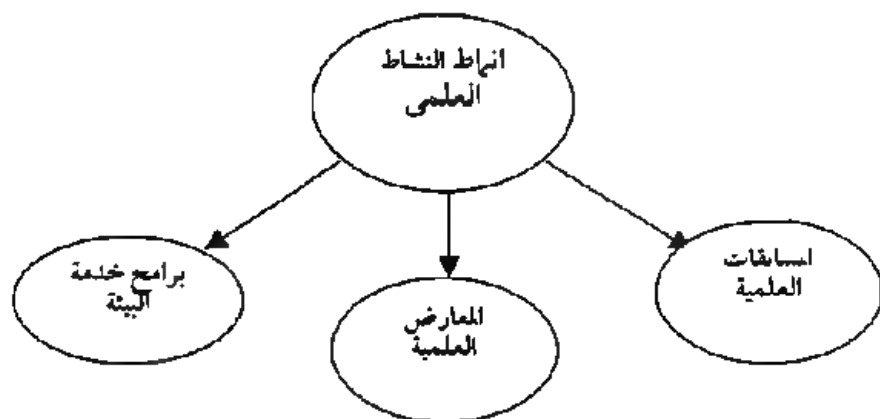 انماط النشاط
العلمى
المسابقات
العلمية
المعارض
العلمية
برامج خدمة
البيئة